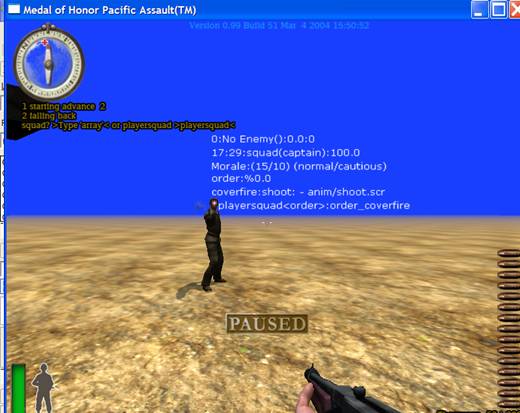 Medal of Honor Pacific Assault(TM)
Version 0.99 Build 51 Mar 4 2004 15:50:52
1 starting advance 2
2 falling back
squad? >Type 'array'< or playersquad >playersquad<
0:No Enemy():0.0:0
17:29:squad(captain):100.0
Morale:(15/10) (normal/cautious)
order:%0.0
coverfire:shoot: - anim/shoot.scr
playersquad<order>:order_coverfire
PAUSED